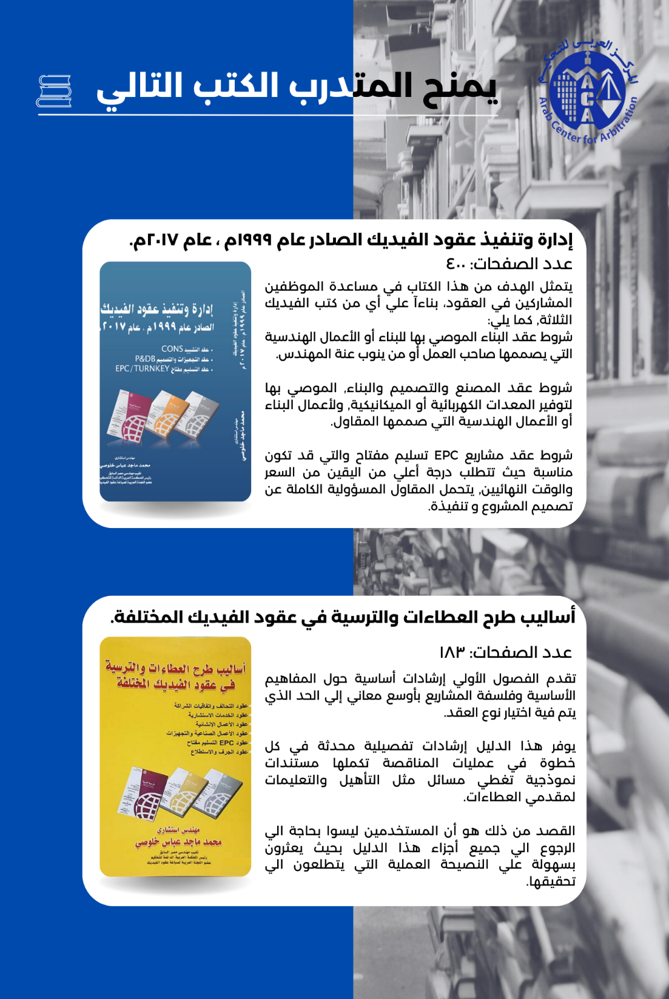 المركز العربي للتحكيم
ACA
Arab Center for Arbitration
يمنح المتدرب الكتب التالي
إدارة وتنفيذ عقود الفيديك الصادر عام ١٩٩٩م ، عام ٢٠١٧م.
عدد الصفحات: ٤٠٠
يتمثل الهدف من هذا الكتاب في مساعدة الموظفين
المشاركين في العقود، بناءآ علي أي من كتب الفيديك
الثلاثة, كما يلي:
شروط عقد البناء الموصي بها للبناء أو الأعمال الهندسية
التي يصممها صاحب العمل أو من ينوب عنة المهندس.
شروط عقد المصنع والتصميم والبناء, الموصي بها
لتوفير المعدات الكهربائية أو الميكانيكية, ولأعمال البناء
أو الأعمال الهندسية التي صممها المقاول.
شروط عقد مشاريع EPC تسليم مفتاح والتي قد تكون
مناسبة حيث تتطلب درجة أعلي من اليقين من السعر
والوقت النهائيين, يتحمل المقاول المسؤولية الكاملة عن
تصميم المشروع و تنفيذة.
إدارة وتنفيذ عقود الفيديك
الصادر عام ١٩٩٩م ، عام ٢٠١٧
• عقد التشييد CONS
• عقد التجهيزات والتصميم P&DB
• عقد التسليم مفتاح EPC/TURNKEY
مهندس استشارى
محمد ماجد عباس خلوصي
نقيب مهندسي مصر السابق
رئيس المحكمة العربية الدائمة للتحكيم
عضو اللجنة العربية لصياغة عقود الفيديك
إدارة وتنفيذ عقود الفيديك
الصادر عام ١٩٩٩م ، عام ٢٠١٧م
مهندس استشارى
محمد ماجد خلوصي
أساليب طرح العطاءات والترسية في عقود الفيديك المختلفة.
عدد الصفحات: ١٨٣
تقدم الفصول الأولي إرشادات أساسية حول المفاهيم
الأساسية وفلسفة المشاريع بأوسع معاني إلي الحد الذي
يتم فية اختيار نوع العقد.
يوفر هذا الدليل إرشادات تفصيلية محدثة في كل
خطوة في عمليات المناقصة تكملها مستندات
نموذجية تغطي مسائل مثل التأهيل والتعليمات
لمقدمي العطاءات.
القصد من ذلك هو أن المستخدمين ليسوا بحاجة الي
الرجوع الي جميع أجزاء هذا الدليل بحيث يعثرون
بسهولة علي النصيحة العملية التي يتطلعون الي
تحقيقها.
أساليب طرح العطاءات والترسية
في عقود الفيديك المختلفة
عقود التحالف واتفاقيات الشراكة
عقود الخدمات الاستشارية
عقود الأعمال الإنشائية
عقود الأعمال الصناعية والتجهيزات
عقود EPC التسليم مفتاح
عقود الجرف والاستطلاع
مهندس استشارى
محمد ماجد عباس خلوصي
نقيب مهندسي مصر السابق
رئيس المحكمة العربية الدائمة للتحكيم
عضو اللجنة العربية لصياغة عقود الفيديك